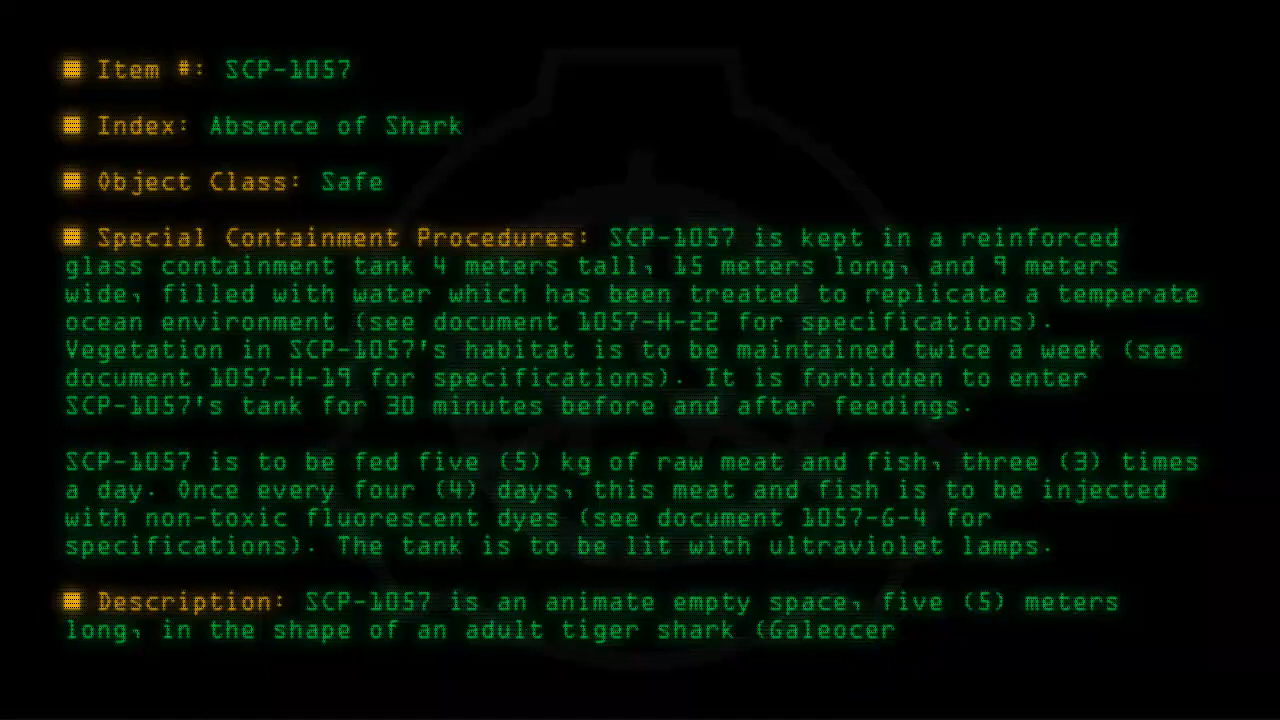 ■ Item #: SCP-1057
■ Index: Absence of Shark
■ Object Class: Safe
■ Special Containment Procedures: SCP-1057 is kept in a reinforced
glass containment tank 4 meters tall, 15 meters long, and 9 meters
wide, filled with water which has been treated to replicate a temperate
ocean environment (see document 1057-H-22 for specifications).
Vegetation in SCP-1057's habitat is to be maintained twice a week (see
document 1057-H-19 for specifications). It is forbidden to enter
SCP-1057's tank for 30 minutes before and after feedings.
SCP-1057 is to be fed five (5) kg of raw meat and fish, three (3) times
a day. Once every four (4) days, this meat and fish is to be injected
with non-toxic fluorescent dyes (see document 1057-G-4 for
specifications). The tank is to be lit with ultraviolet lamps.
■ Description: SCP-1057 is an animate empty space, five (5) meters
long, in the shape of an adult tiger shark (Galeocer